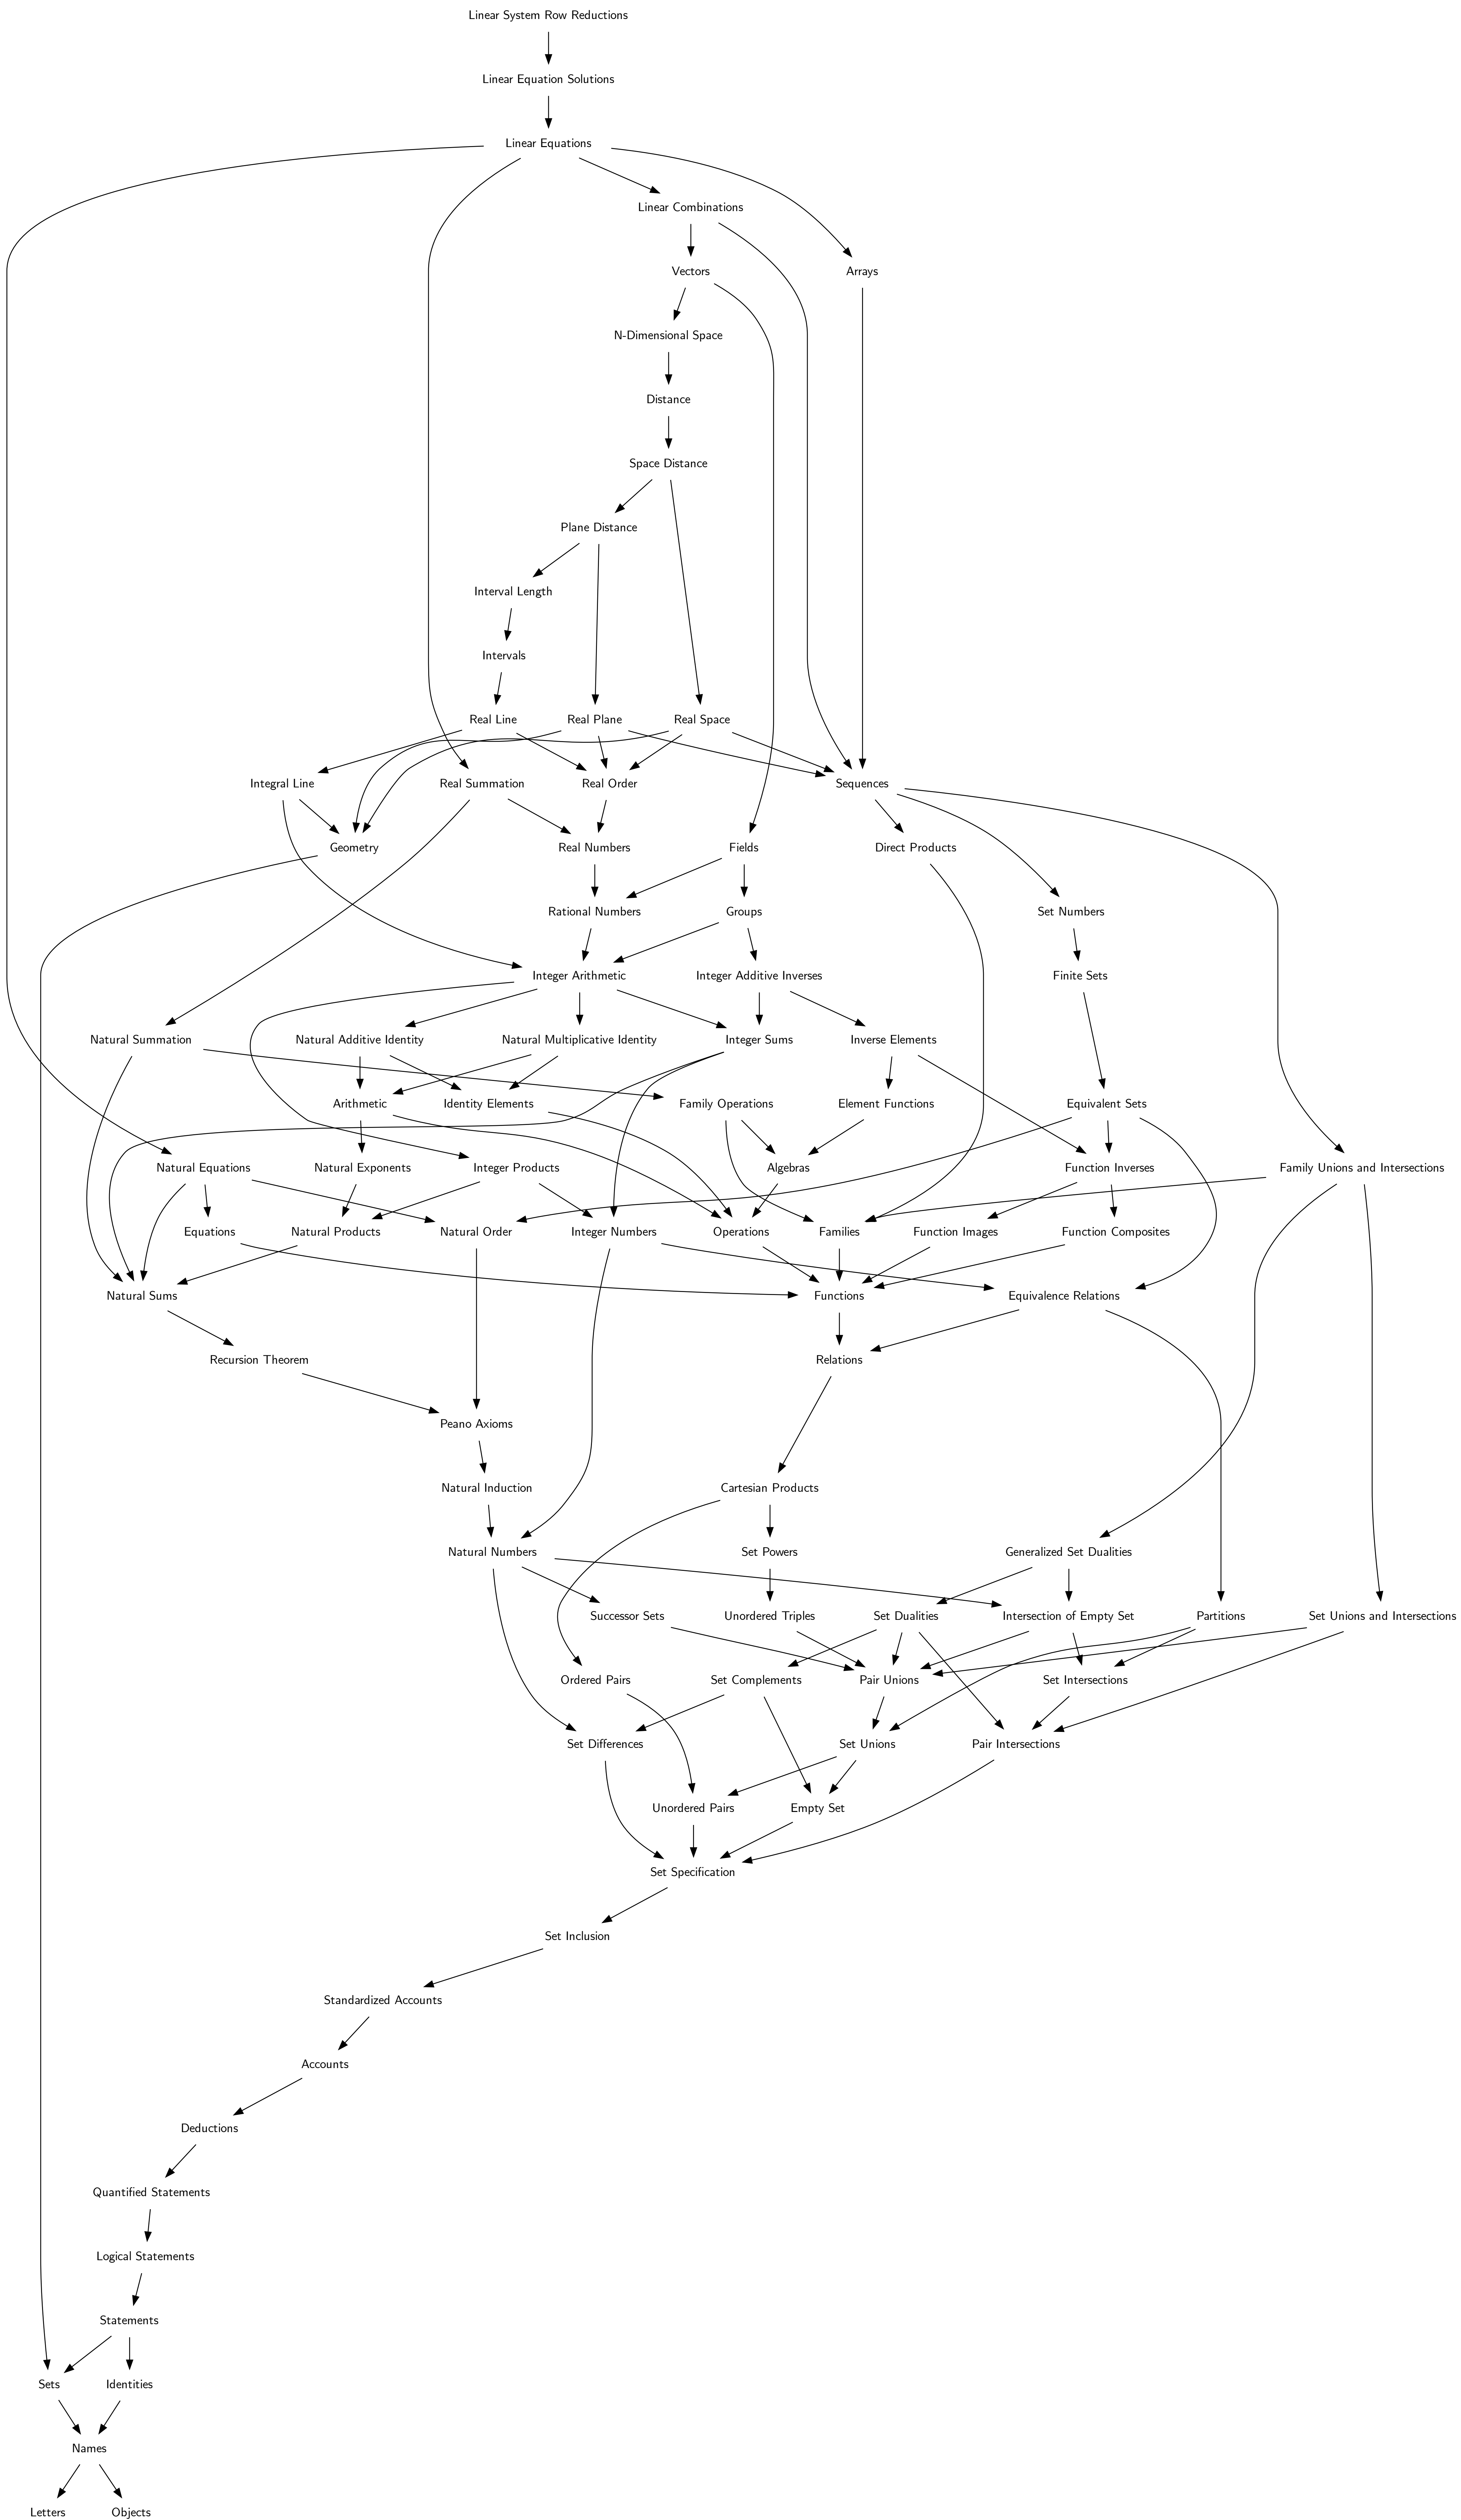 Linear System Row Reductions
Linear Equation Solutions
Linear Equations
Linear Combinations
Vectors
Arrays
N-Dimensional Space
Distance
Space Distance
Plane Distance
Interval Length
Intervals
Real Line
Real Plane
Real Space
Integral Line
Real Summation
Real Order
Sequences
Geometry
Real Numbers
Fields
Direct Products
Rational Numbers
Groups
Set Numbers
Integer Arithmetic
Integer Additive Inverses
Finite Sets
Natural Summation
Natural Additive Identity
Natural Multiplicative Identity
Integer Sums
Inverse Elements
Arithmetic
Identity Elements
Family Operations
Element Functions
Equivalent Sets
Natural Equations
Natural Exponents
Integer Products
Algebras
Function Inverses
Family Unions and Intersections
Equations
Natural Products
Natural Order
Integer Numbers
Operations
Families
Function Images
Function Composites
Natural Sums
Functions
Equivalence Relations
Recursion Theorem
Relations
Peano Axioms
Natural Induction
Cartesian Products
Natural Numbers
Set Powers
Generalized Set Dualities
Successor Sets
Unordered Triples
Set Dualities
Intersection of Empty Set
Partitions
Set Unions and Intersections
Ordered Pairs
Set Complements
Pair Unions
Set Intersections
Set Differences
Set Unions
Pair Intersections
Unordered Pairs
Empty Set
Set Specification
Set Inclusion
Standardized Accounts
Accounts
Deductions
Quantified Statements
Logical Statements
Statements
Sets
Identities
Names
Letters
Objects